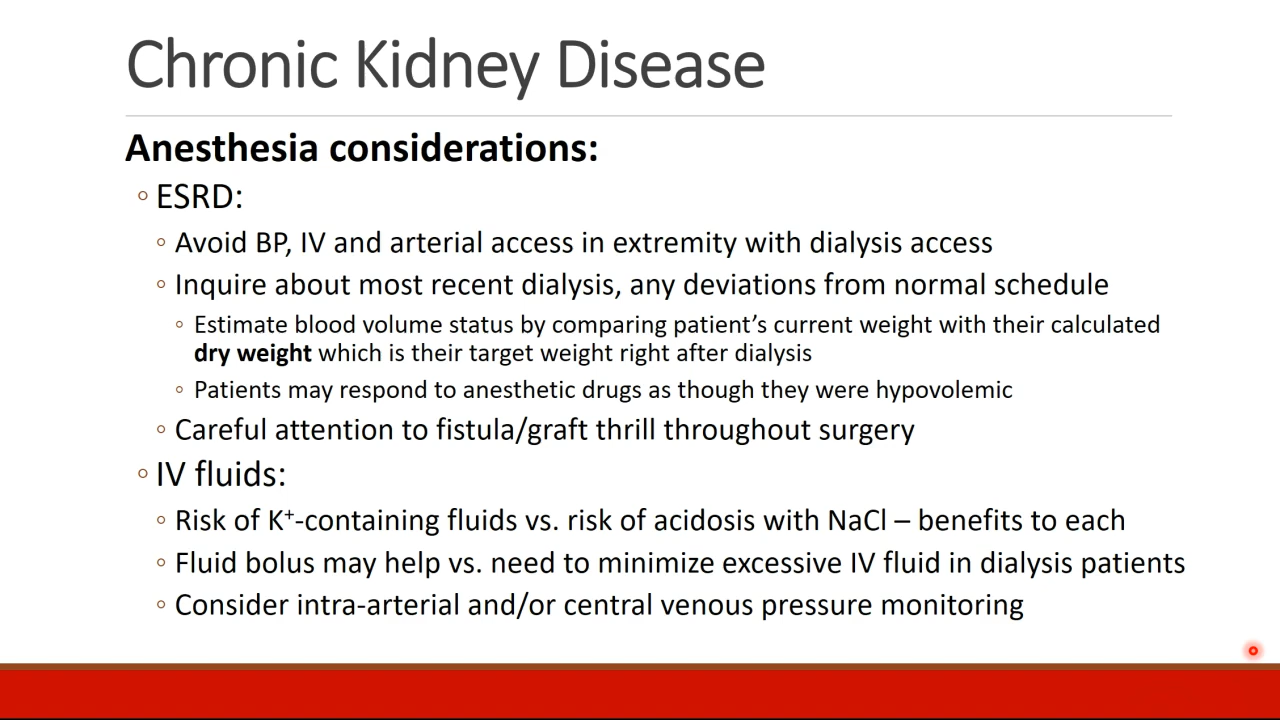 Chronic Kidney Disease
Anesthesia considerations:
◦ ESRD:
◦ Avoid BP, IV and arterial access in extremity with dialysis access
◦ Inquire about most recent dialysis, any deviations from normal schedule
◦ Estimate blood volume status by comparing patient’s current weight with their calculated
dry weight which is their target weight right after dialysis
◦ Patients may respond to anesthetic drugs as though they were hypovolemic
◦ Careful attention to fistula/graft thrill throughout surgery
◦ IV fluids:
◦ Risk of K⁺-containing fluids vs. risk of acidosis with NaCl – benefits to each
◦ Fluid bolus may help vs. need to minimize excessive IV fluid in dialysis patients
◦ Consider intra-arterial and/or central venous pressure monitoring